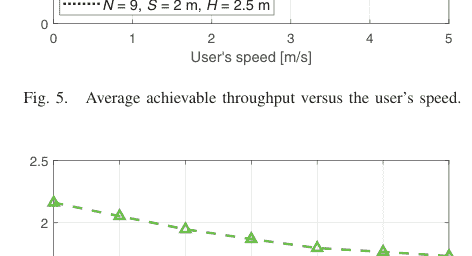 N = 9, S = 2 m, H = 2.5 m
0
0 1 2 3 4 5
User's speed [m/s]
Fig. 5. Average achievable throughput versus the user's speed.
2.5
2